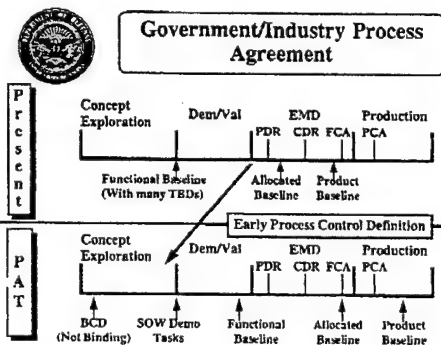 Government/Industry Process
Agreement
Present
Concept
Exploration
Dem/Val
EMD
Production
PDR CDR FCA PCA
Functional Baseline
(With many TBDs)
Allocated
Baseline
Product
Baseline
Early Process Control Definition
PAT
Concept
Exploration
Dem/Val
EMD
Production
PDR CDR FCA PCA
BCD
(Not Binding)
SOW Demo
Tasks
Functional
Baseline
Allocated
Baseline
Product
Baseline